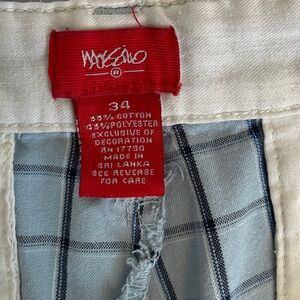 mossimo
®
34
55% COTTON
45% POLYESTER
EXCLUSIVE OF
DECORATION
RN 17730
MADE IN
SRI LANKA
SEE REVERSE
FOR CARE